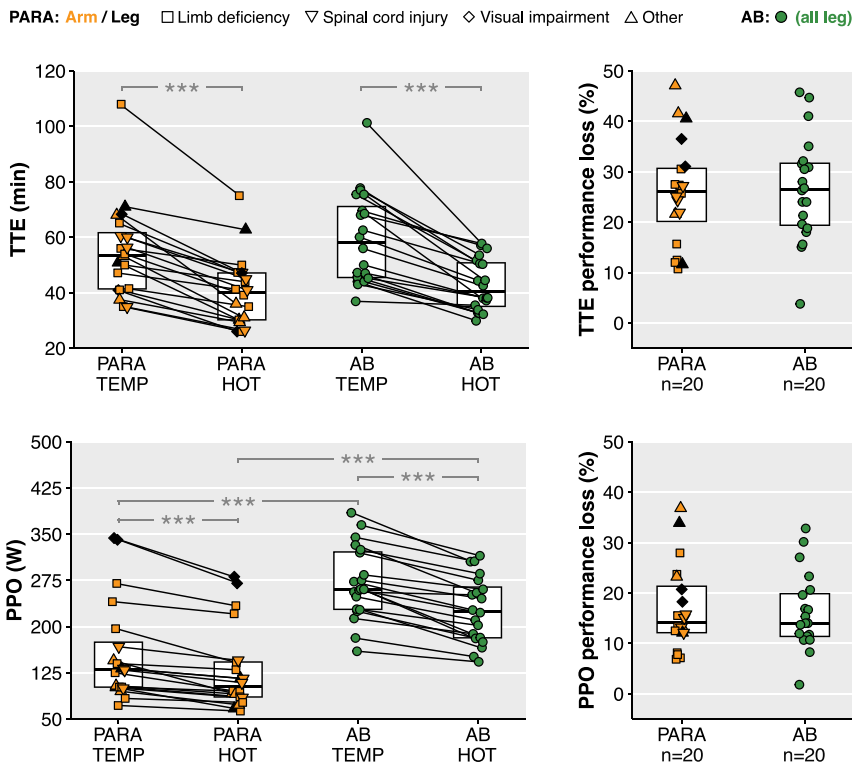 PARA: Arm / Leg □ Limb deficiency ▽ Spinal cord injury ◇ Visual impairment △ Other AB: ● (all leg)
TTE (min)
120
100
80
60
40
20
***
***
PARA TEMP
PARA HOT
AB TEMP
AB HOT
TTE performance loss (%)
50
40
30
20
10
0
PARA n=20
AB n=20
PPO (W)
500
425
350
275
200
125
50
***
***
***
***
PARA TEMP
PARA HOT
AB TEMP
AB HOT
PPO performance loss (%)
50
40
30
20
10
0
PARA n=20
AB n=20